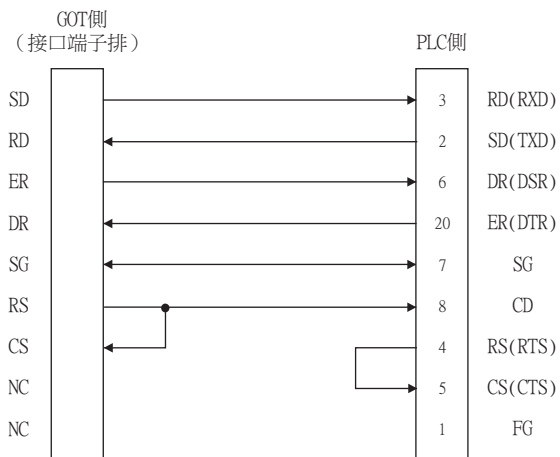 GOT側
(接口端子排)
PLC側
SD 3 RD(RXD)
RD 2 SD(TXD)
ER 6 DR(DSR)
DR 20 ER(DTR)
SG 7 SG
RS 8 CD
CS 4 RS(RTS)
NC 5 CS(CTS)
NC 1 FG